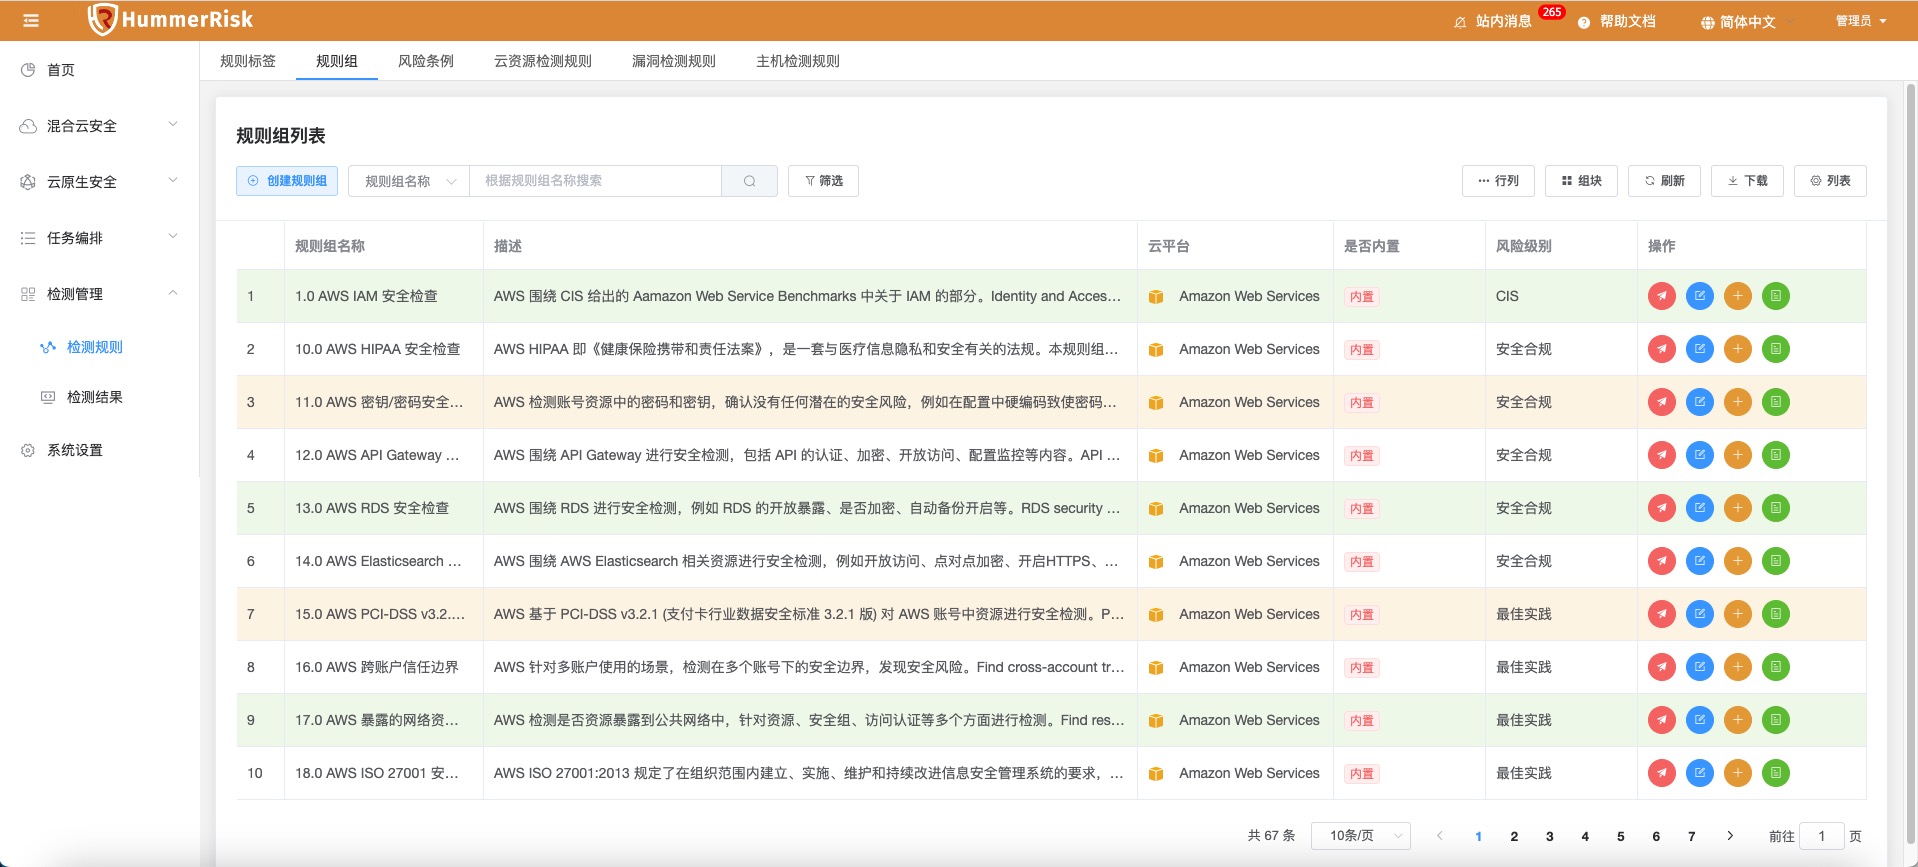 HummerRisk
站内消息 265 帮助文档 简体中文 管理员
首页
混合云安全
云原生安全
任务编排
检测管理
检测规则
检测结果
系统设置
规则标签 规则组 风险条例 云资源检测规则 漏洞检测规则 主机检测规则
规则组列表
创建规则组 规则组名称 根据规则组名称搜索 筛选 行列 组块 刷新 下载 列表
规则组名称 描述 云平台 是否内置 风险级别 操作
1 1.0 AWS IAM 安全检查 AWS 围绕 CIS 给出的 Aamazon Web Service Benchmarks 中关于 IAM 的部分。Identity and Acces... Amazon Web Services 内置 CIS
2 10.0 AWS HIPAA 安全检查 AWS HIPAA 即《健康保险携带和责任法案》，是一套与医疗信息隐私和安全有关的法规。本规则组... Amazon Web Services 内置 安全合规
3 11.0 AWS 密钥/密码安全... AWS 检测账号资源中的密码和密钥，确认没有任何潜在的安全风险，例如在配置中硬编码致使密码... Amazon Web Services 内置 安全合规
4 12.0 AWS API Gateway ... AWS 围绕 API Gateway 进行安全检测，包括 API 的认证、加密、开放访问、配置监控等内容。API ... Amazon Web Services 内置 安全合规
5 13.0 AWS RDS 安全检查 AWS 围绕 RDS 进行安全检测，例如 RDS 的开放暴露、是否加密、自动备份开启等。RDS security ... Amazon Web Services 内置 安全合规
6 14.0 AWS Elasticsearch ... AWS 围绕 AWS Elasticsearch 相关资源进行安全检测，例如开放访问、点对点加密、开启HTTPS、... Amazon Web Services 内置 安全合规
7 15.0 AWS PCI-DSS v3.2.... AWS 基于 PCI-DSS v3.2.1 (支付卡行业数据安全标准 3.2.1 版) 对 AWS 账号中资源进行安全检测。P... Amazon Web Services 内置 最佳实践
8 16.0 AWS 跨账户信任边界 AWS 针对多账户使用的场景，检测在多个账号下的安全边界，发现安全风险。Find cross-account tr... Amazon Web Services 内置 最佳实践
9 17.0 AWS 暴露的网络资... AWS 检测是否资源暴露到公共网络中，针对资源、安全组、访问认证等多个方面进行检测。Find res... Amazon Web Services 内置 最佳实践
10 18.0 AWS ISO 27001 安... AWS ISO 27001:2013 规定了在组织范围内建立、实施、维护和持续改进信息安全管理系统的要求，... Amazon Web Services 内置 最佳实践
共 67 条 10条/页 1 2 3 4 5 6 7 前往 1 页